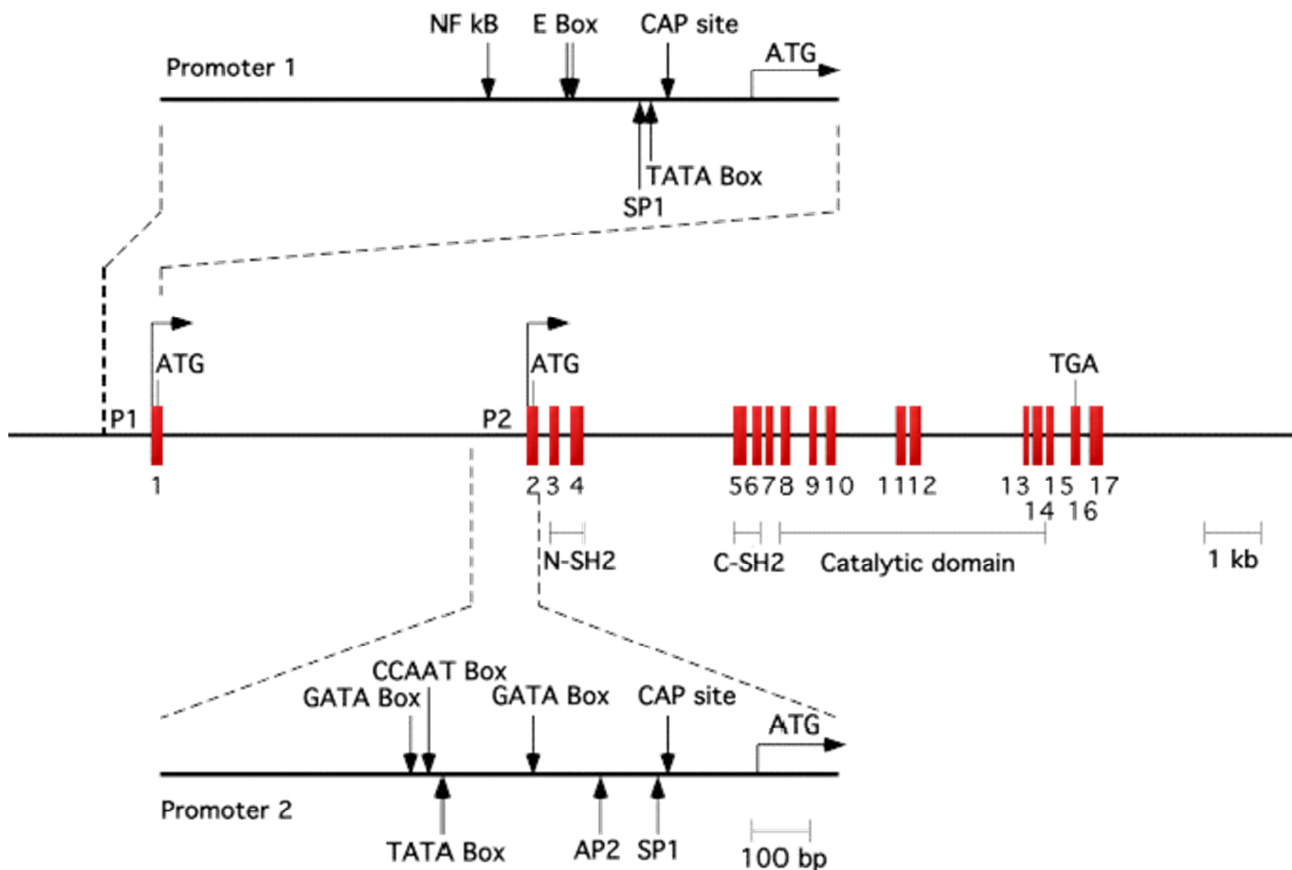 NF kB E Box CAP site
ATG
Promoter 1
TATA Box
SP1
ATG ATG TGA
P1 P2
1 2 3 4 5 6 7 8 9 10 11 12 13 15 17
14 16
N-SH2 C-SH2 Catalytic domain 1 kb
CCAAT Box
GATA Box GATA Box CAP site
ATG
Promoter 2
TATA Box AP2 SP1 100 bp